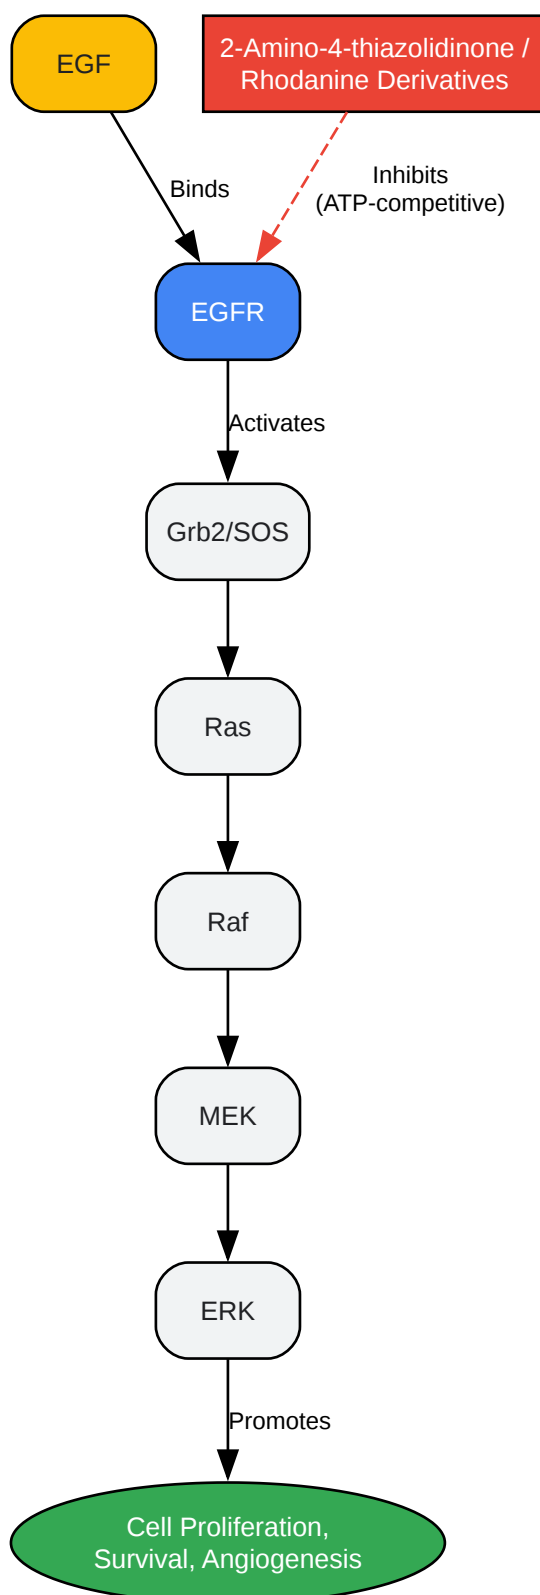 EGF
2-Amino-4-thiazolidinone /
Rhodanine Derivatives
Binds
Inhibits
(ATP-competitive)
EGFR
Activates
Grb2/SOS
Ras
Raf
MEK
ERK
Promotes
Cell Proliferation,
Survival, Angiogenesis